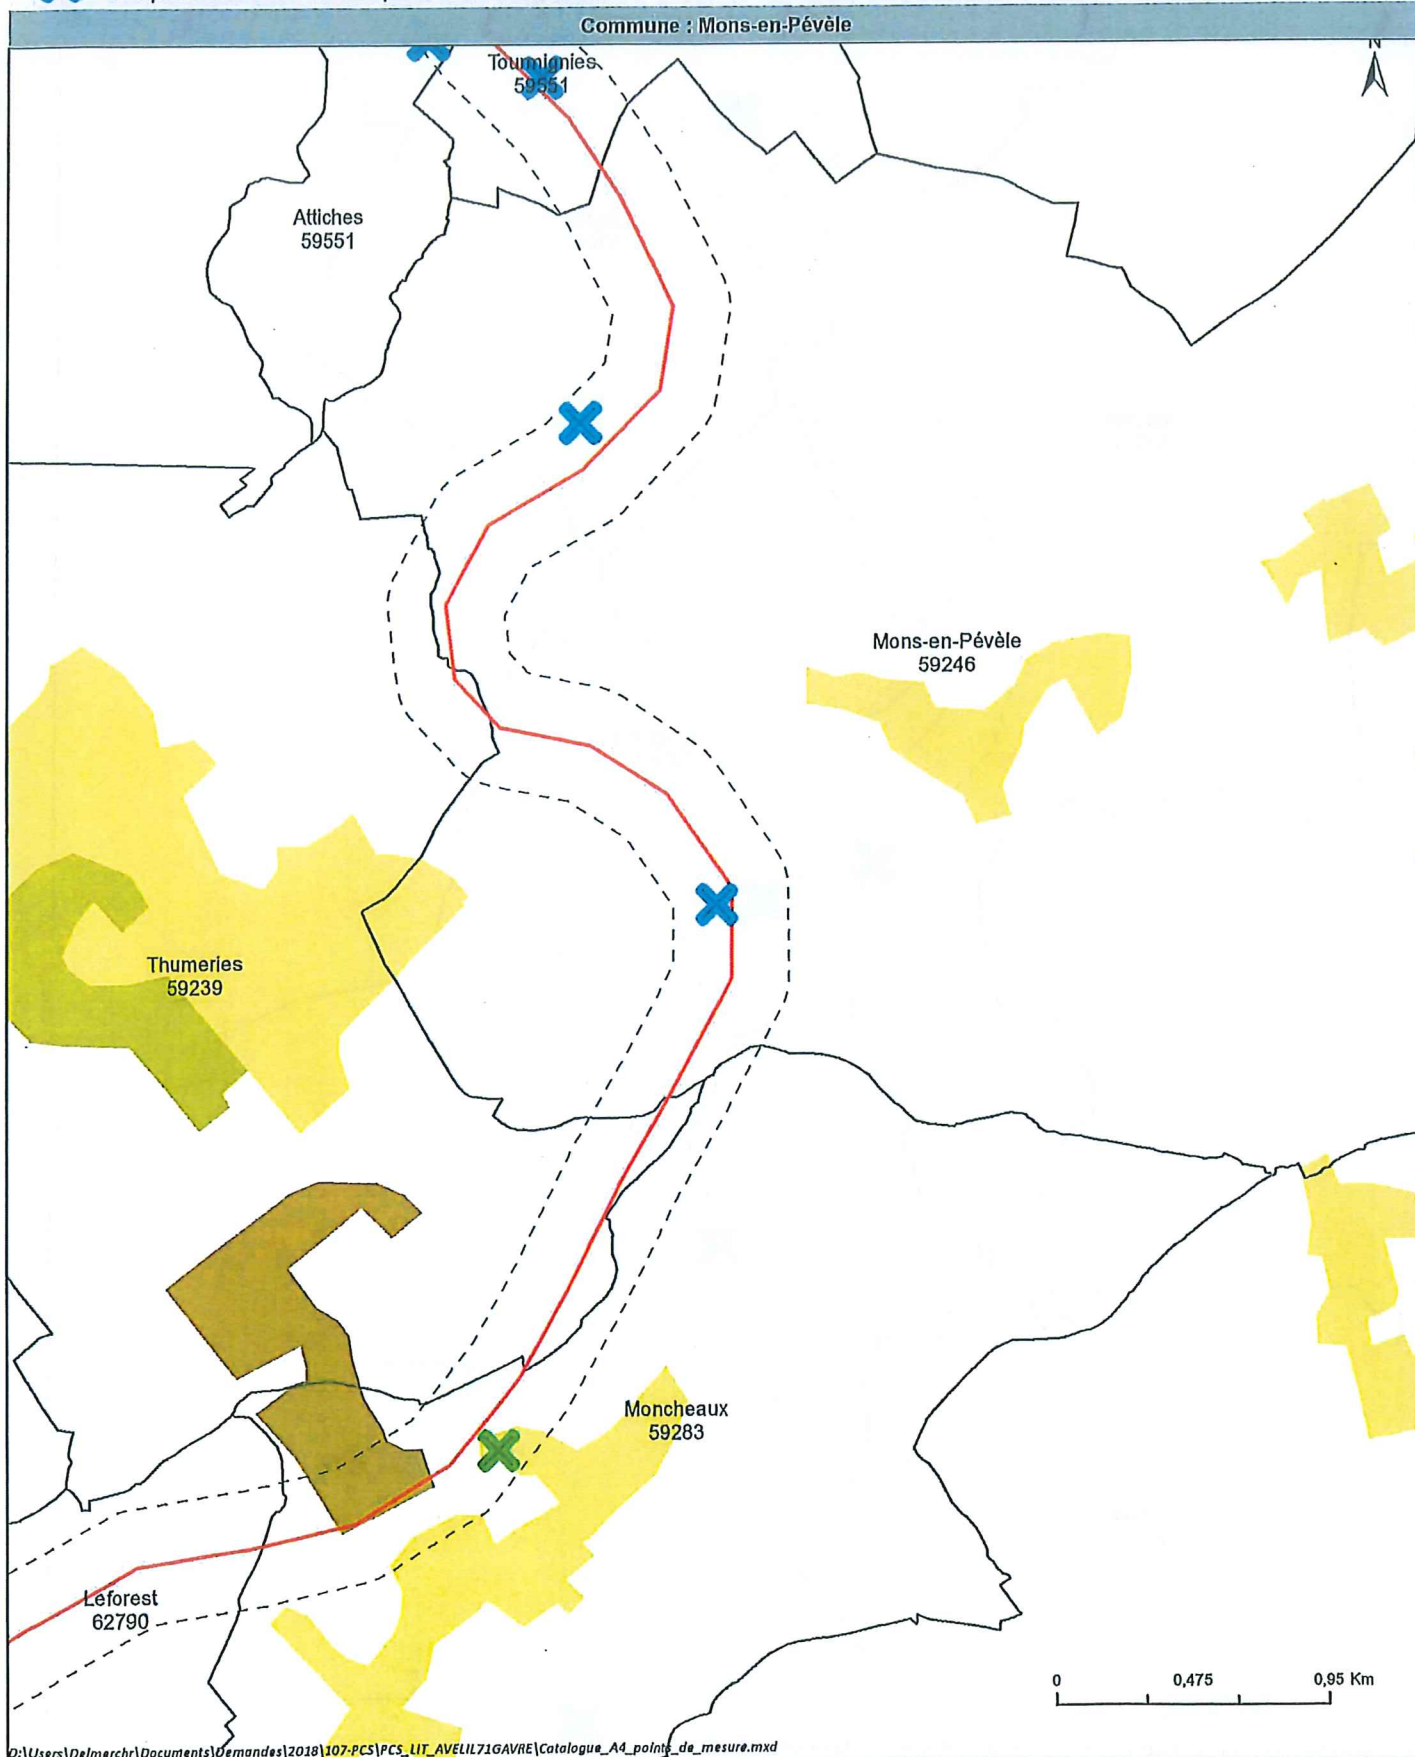 Commune : Mons-en-Pévèle
N
Tourmignies
59551
Attiches
59551
Mons-en-Pévèle
59246
Thumeries
59239
Moncheaux
59283
Leforest
62790
0 0,475 0,95 Km
D:\Users\Delmerchr\Documents\Demandes\2018\107-PCS\PCS_LIT_AVELIL71GAVRE\Catalogue_A4_points_de_mesure.mxd